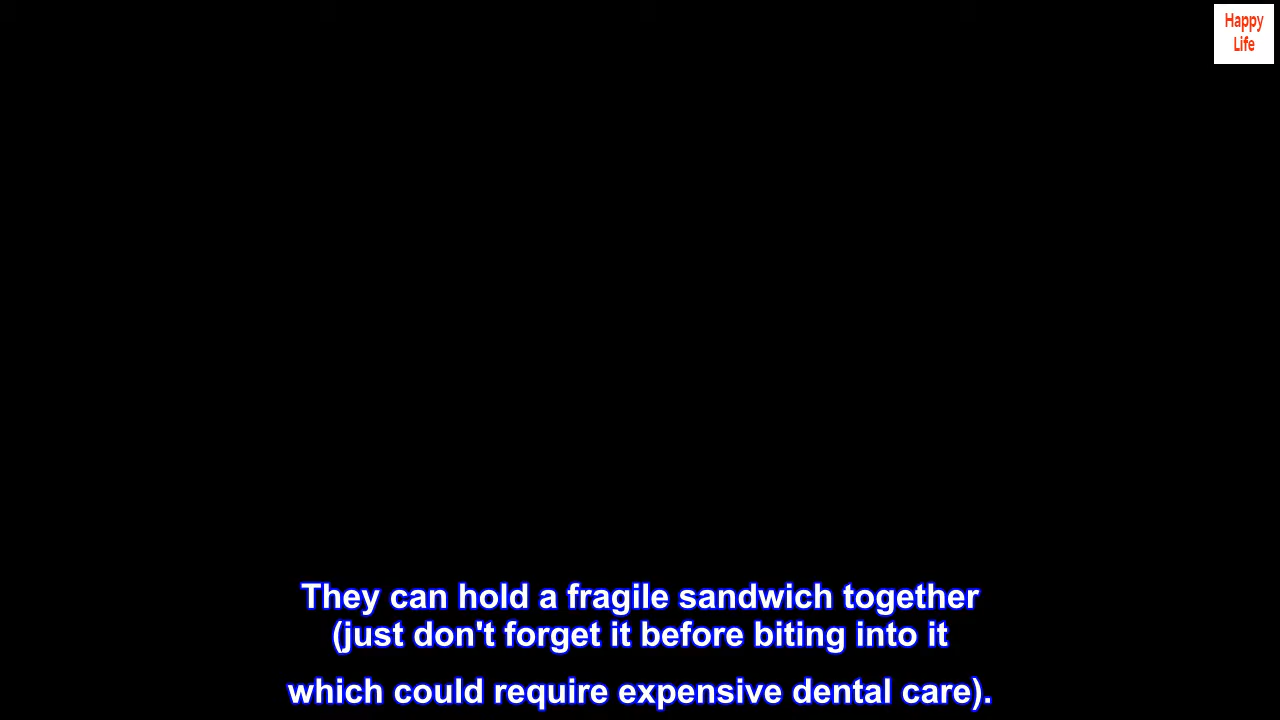 Happy
Life
They can hold a fragile sandwich together
(just don't forget it before biting into it
which could require expensive dental care).